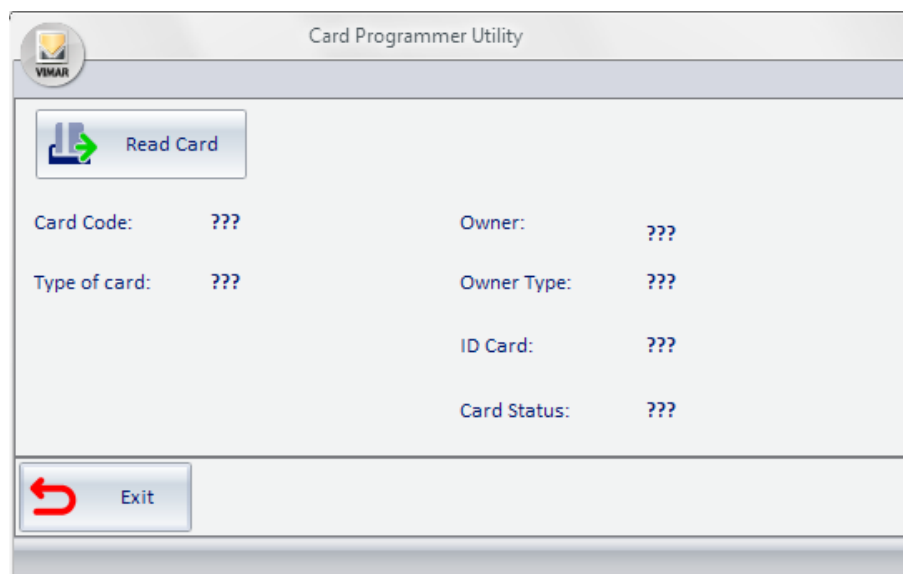 Card Programmer Utility
VIMAR
Read Card
Card Code: ??? Owner: ???
Type of card: ??? Owner Type: ???
ID Card: ???
Card Status: ???
Exit